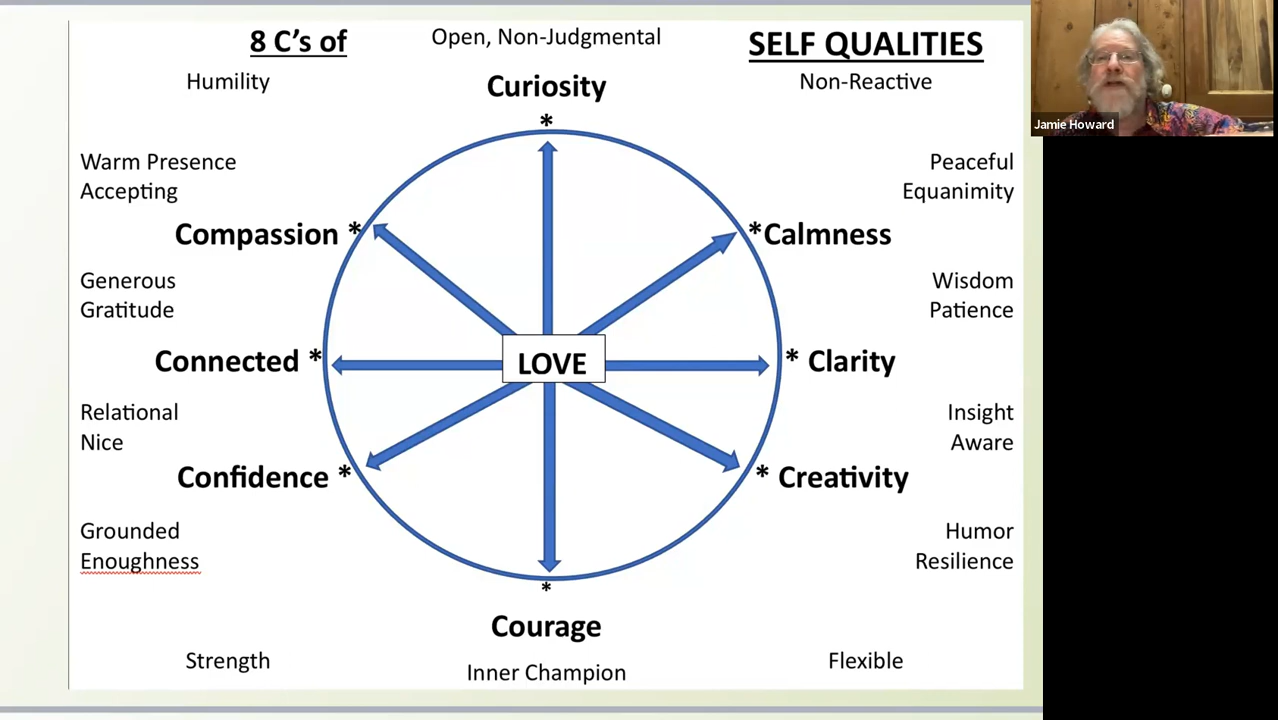 8 C's of
Open, Non-Judgmental
SELF QUALITIES
Humility
Curiosity
Non-Reactive
*
Jamie Howard
Warm Presence
Accepting
Peaceful
Equanimity
Compassion *
*Calmness
Generous
Gratitude
Wisdom
Patience
Connected *
LOVE
* Clarity
Relational
Nice
Insight
Aware
Confidence *
* Creativity
Grounded
Enoughness
Humor
Resilience
*
Courage
Strength
Inner Champion
Flexible